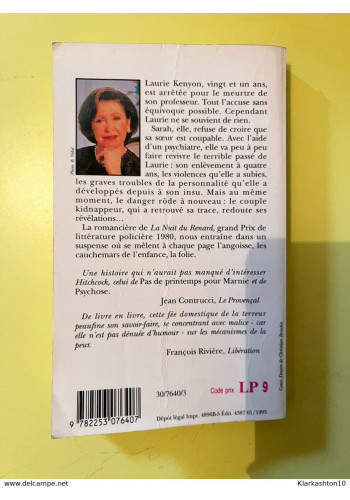 Laurie Kenyon, vingt et un ans,
est arrêtée pour le meurtre de
son professeur. Tout l'accuse sans
équivoque possible. Cependant
Laurie ne se souvient de rien.
Sarah, elle, refuse de croire que
sa sœur est coupable. Avec l'aide
d'un psychiatre, elle va peu à peu
faire revivre le terrible passé de
Laurie : son enlèvement à quatre
ans, les violences qu'elle a subies,
les graves troubles de la personnalité qu'elle a
développés depuis à son insu. Mais au même
moment, le danger rôde à nouveau : le couple
kidnappeur, qui a retrouvé sa trace, redoute ses
révélations...
La romancière de La Nuit du Renard, grand Prix de
littérature policière 1980, nous entraîne dans un
suspense où se mêlent à chaque page l'angoisse, les
cauchemars de l'enfance, la folie.
Une histoire qui n'aurait pas manqué d'intéresser
Hitchcock, celui de Pas de printemps pour Marnie et de
Psychose.
Jean Contrucci, Le Provençal
De livre en livre, cette fée domestique de la terreur
peaufine son savoir-faire, se concentrant avec malice - car
elle n'est pas dénuée d'humour - sur les mécanismes de la
peur.
François Rivière, Libération
30/7640/3
Code prix LP 9
9 782253 076407
Dépôt légal Impr.
delcampe.net
Ylarkashton10